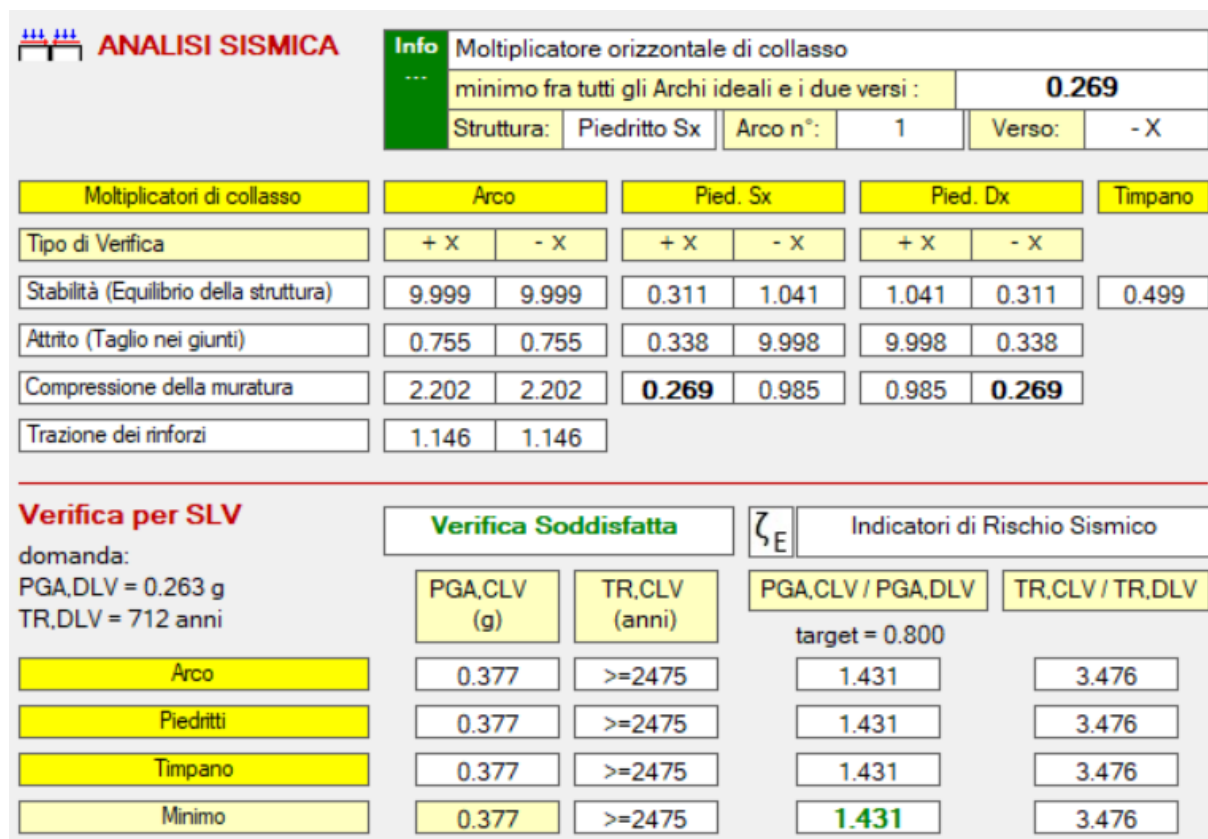 ANALISI SISMICA
Info Moltiplicatore orizzontale di collasso
--- minimo fra tutti gli Archi ideali e i due versi : 0.269
Struttura: Piedritto Sx Arco n°: 1 Verso: - X
Moltiplicatori di collasso Arco Pied. Sx Pied. Dx Timpano
Tipo di Verifica + X - X + X - X + X - X
Stabilità (Equilibrio della struttura) 9.999 9.999 0.311 1.041 1.041 0.311 0.499
Attrito (Taglio nei giunti) 0.755 0.755 0.338 9.998 9.998 0.338
Compressione della muratura 2.202 2.202 0.269 0.985 0.985 0.269
Trazione dei rinforzi 1.146 1.146
Verifica per SLV Verifica Soddisfatta ζE Indicatori di Rischio Sismico
domanda:
PGA,DLV = 0.263 g
TR,DLV = 712 anni
PGA,CLV (g) TR,CLV (anni) PGA,CLV / PGA,DLV TR,CLV / TR,DLV
target = 0.800
Arco 0.377 >=2475 1.431 3.476
Piedritti 0.377 >=2475 1.431 3.476
Timpano 0.377 >=2475 1.431 3.476
Minimo 0.377 >=2475 1.431 3.476